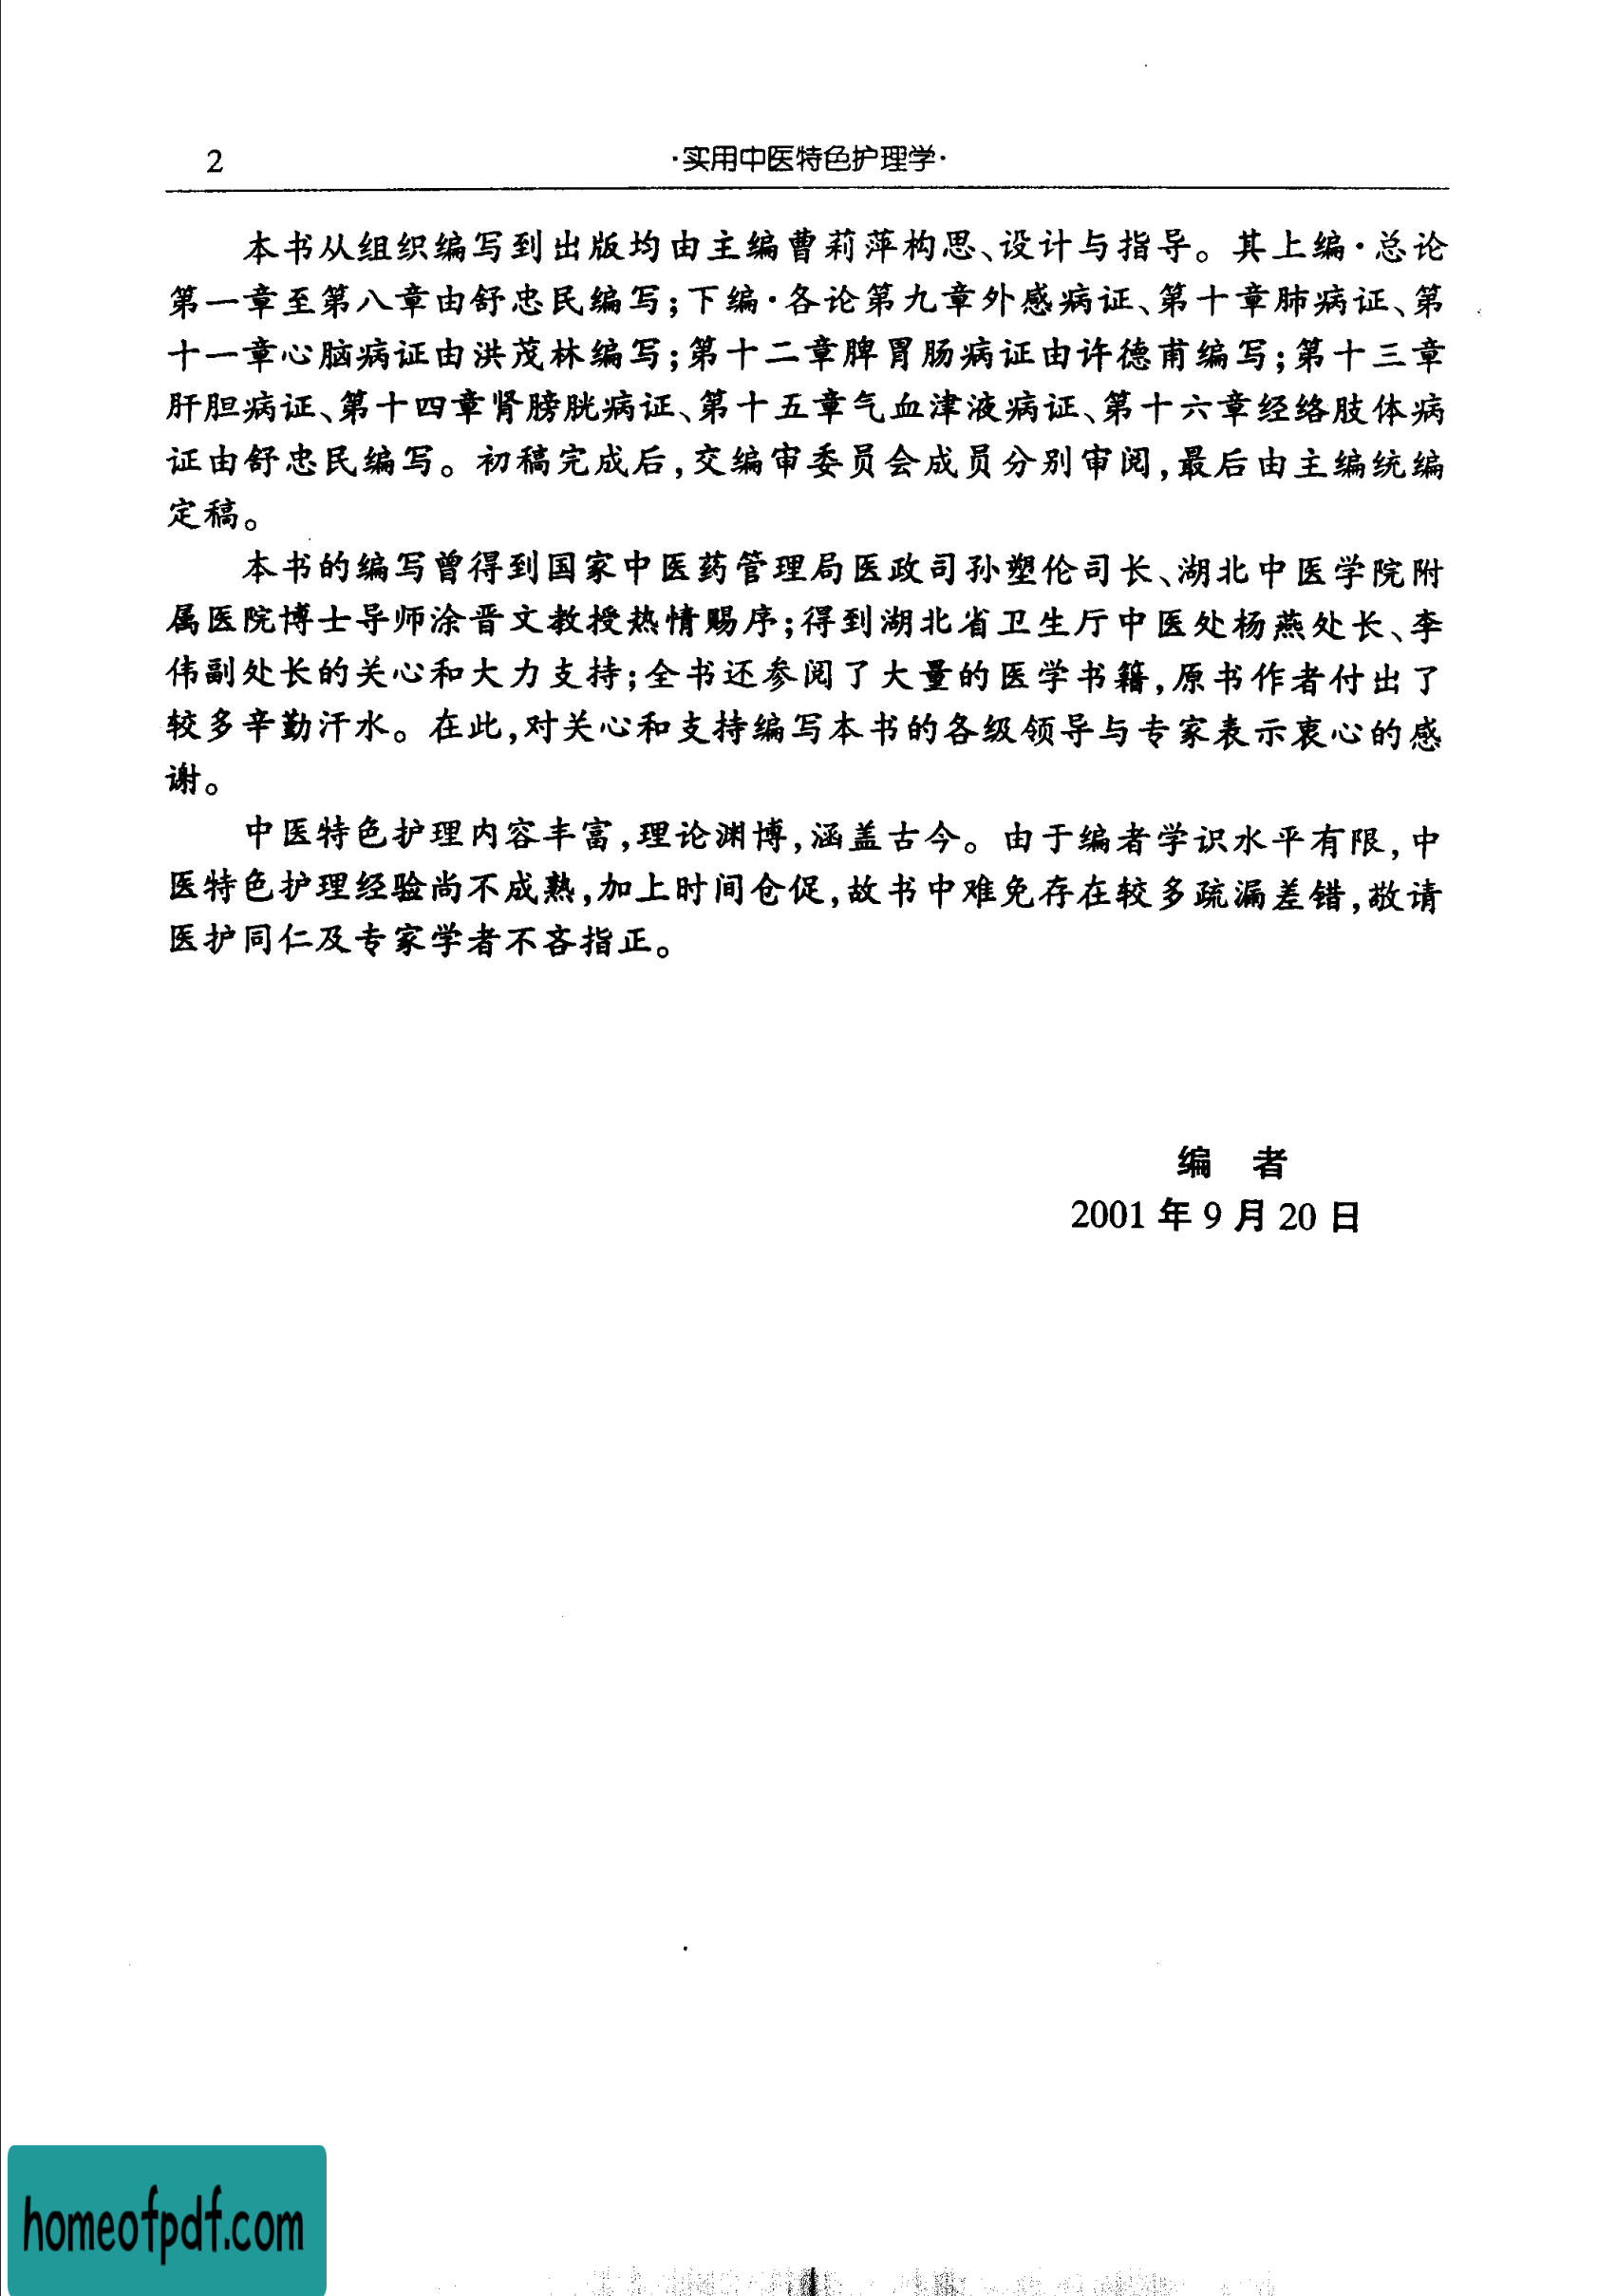 2
·实用中医特色护理学·
本书从组织编写到出版均由主编曹莉萍构思、设计与指导。其上编·总论
第一章至第八章由舒忠民编写;下编·各论第九章外感病证、第十章肺病证、第
十一章心脑病证由洪茂林编写;第十二章脾胃肠病证由许德甫编写;第十三章
肝胆病证、第十四章肾膀胱病证、第十五章气血津液病证、第十六章经络肢体病
证由舒忠民编写。初稿完成后,交编审委员会成员分别审阅,最后由主编统编
定稿。
本书的编写曾得到国家中医药管理局医政司孙塑伦司长、湖北中医学院附
属医院博士导师涂晋文教授热情赐序;得到湖北省卫生厅中医处杨燕处长、李
伟副处长的关心和大力支持;全书还参阅了大量的医学书籍,原书作者付出了
较多辛勤汗水。在此,对关心和支持编写本书的各级领导与专家表示衷心的感
谢。
中医特色护理内容丰富,理论渊博,涵盖古今。由于编者学识水平有限,中
医特色护理经验尚不成熟,加上时间仓促,故书中难免存在较多疏漏差错,敬请
医护同仁及专家学者不吝指正。
编 者
2001 年 9 月 20 日
homeofpdf.com